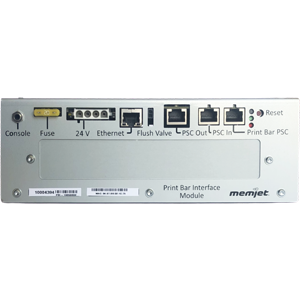 Reset
Console Fuse 24 V Ethernet Flush Valve PSC Out PSC In Print Bar PSC
Print Bar Interface
Module
memjet